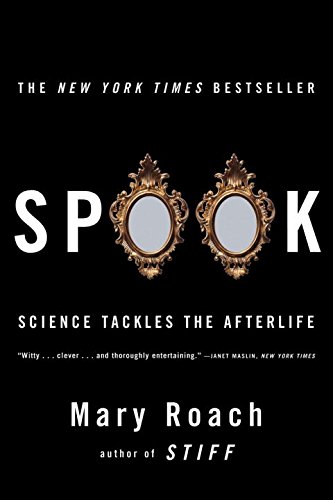 THE NEW YORK TIMES BESTSELLER
SPOOK
SCIENCE TACKLES THE AFTERLIFE
"Witty . . . clever . . . and thoroughly entertaining." —JANET MASLIN, NEW YORK TIMES
Mary Roach
author of STIFF